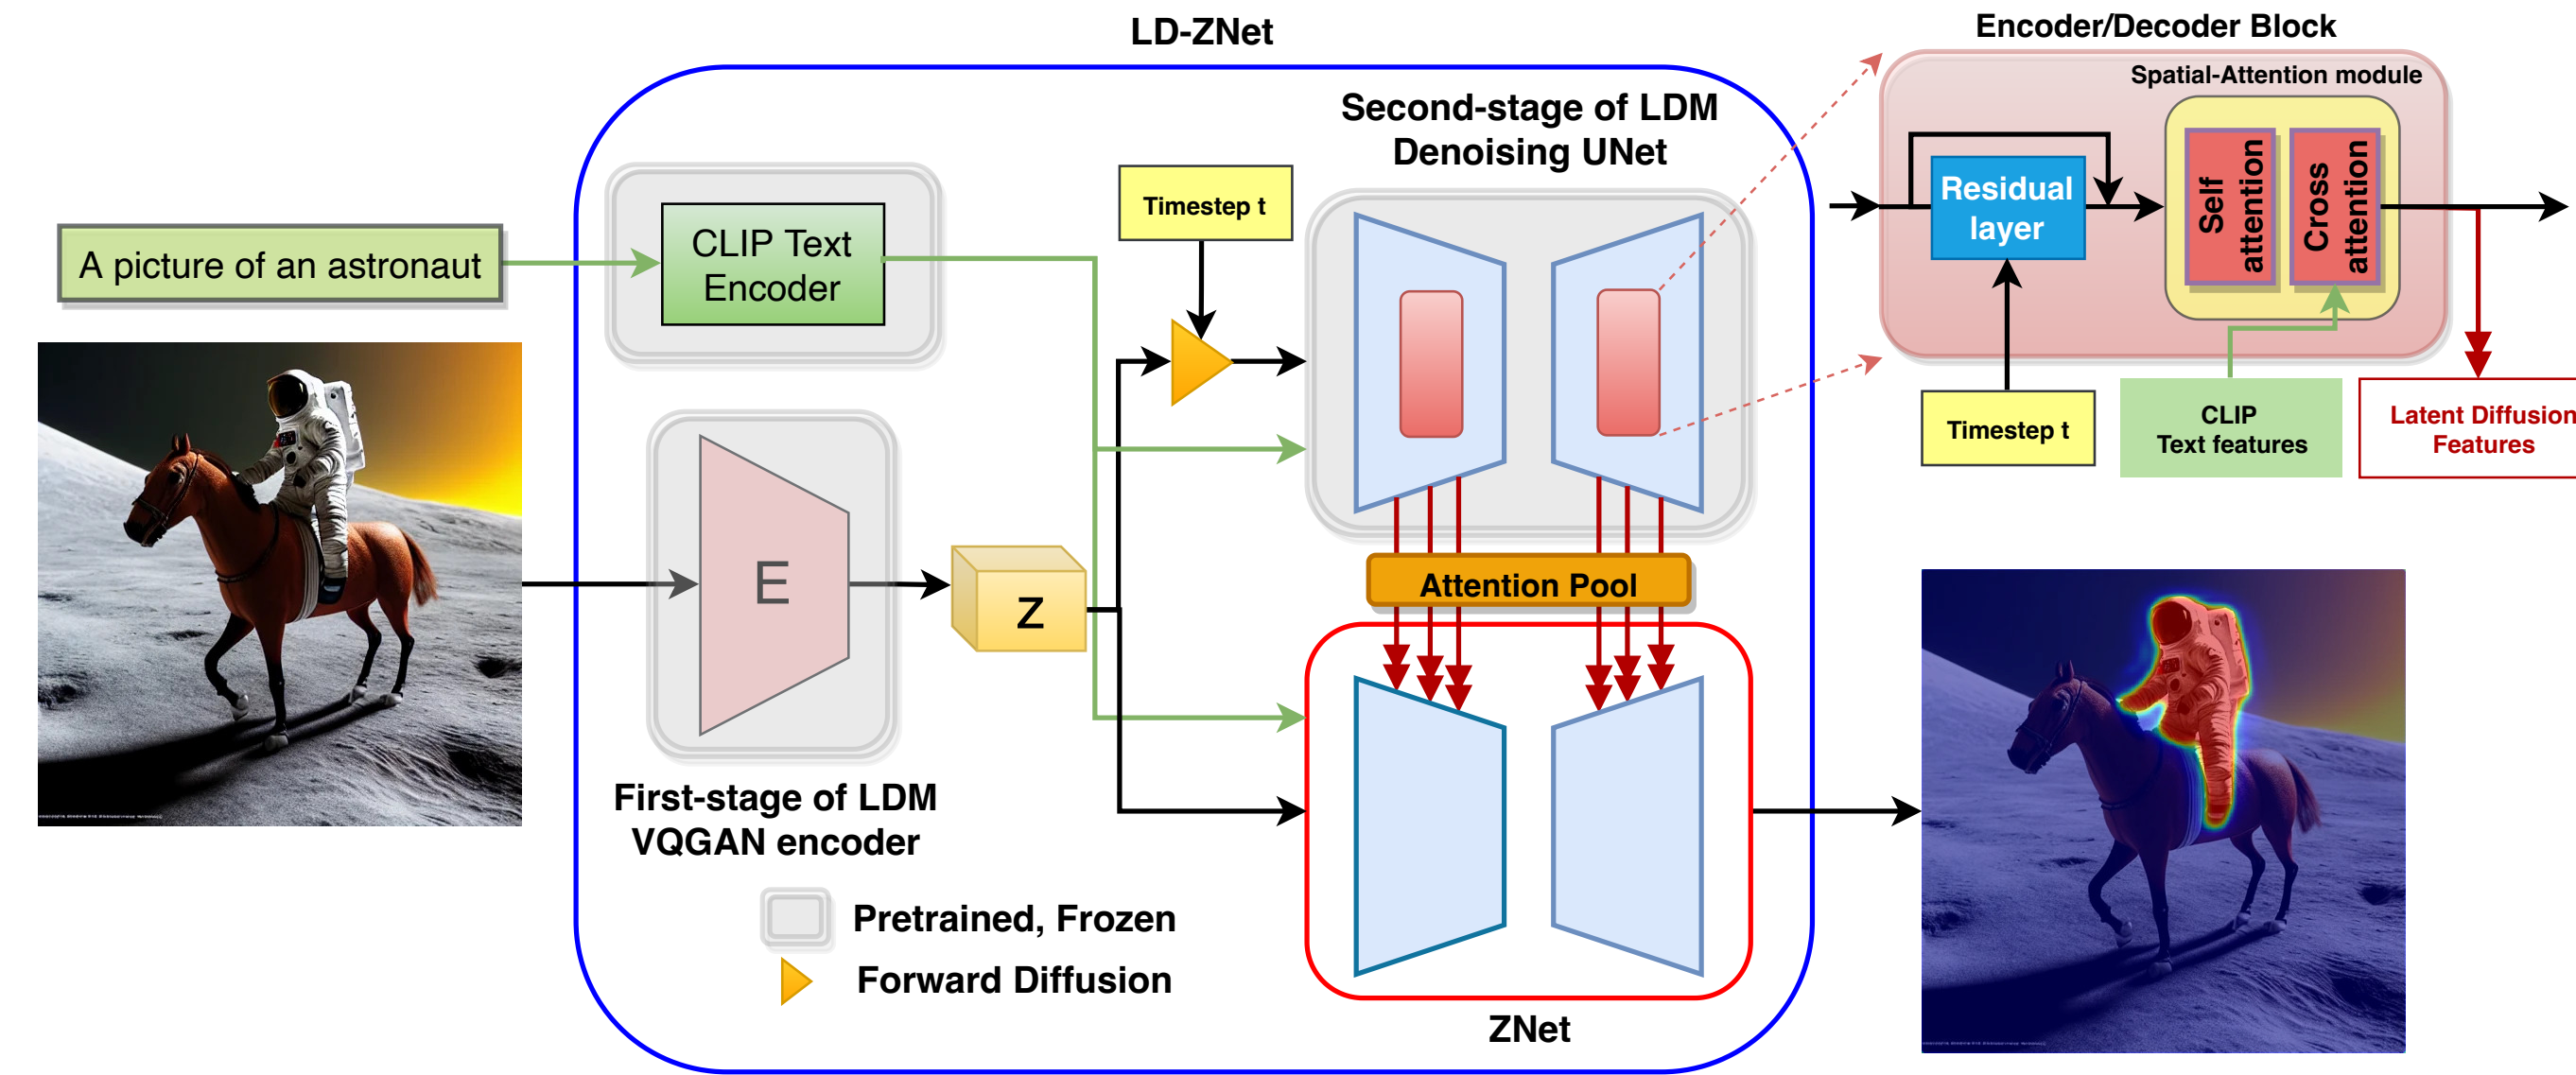 LD-ZNet
Encoder/Decoder Block
Spatial-Attention module
Second-stage of LDM
Denoising UNet
Timestep t
Residual
layer
Self
attention
Cross
attention
A picture of an astronaut
CLIP Text
Encoder
Timestep t
CLIP
Text features
Latent Diffusion
Features
E
z
Attention Pool
First-stage of LDM
VQGAN encoder
Pretrained, Frozen
Forward Diffusion
ZNet